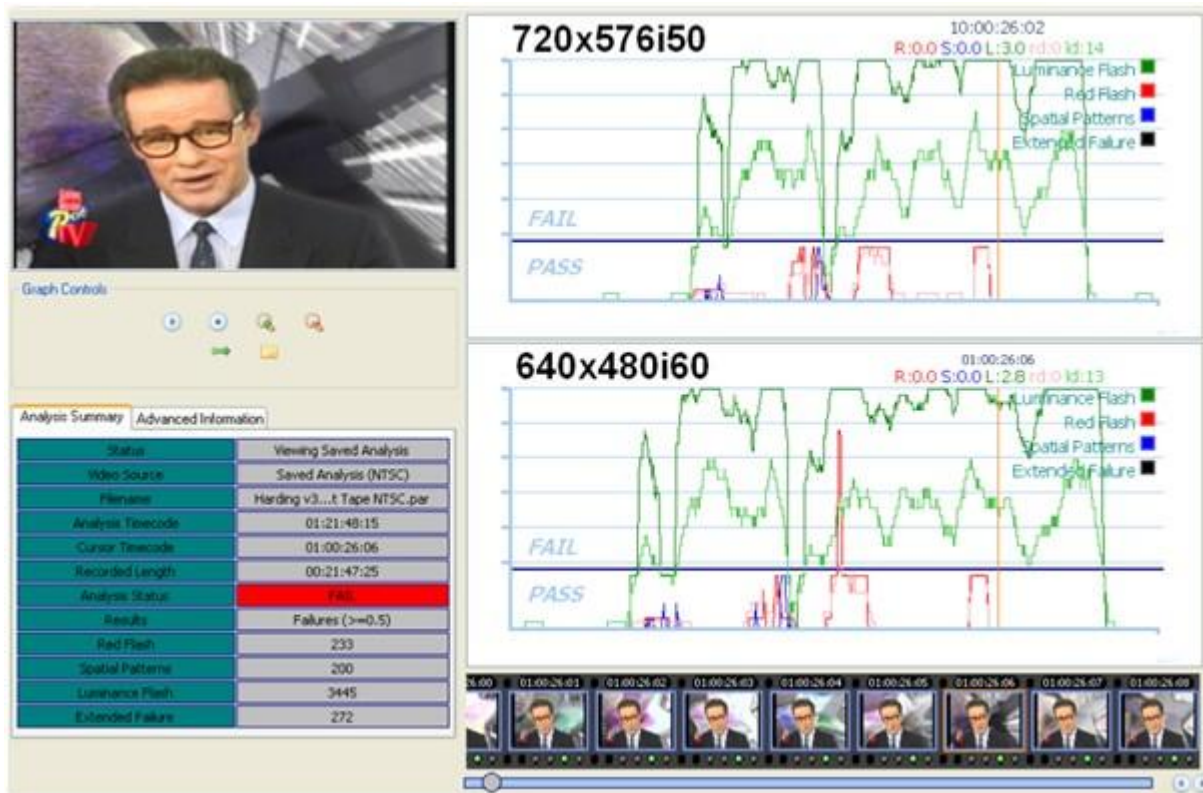 720x576i50
10:00:26:02
R:0.0 S:0.0 L:3.0 rd:0 ld:14
Luminance Flash
Red Flash
Spatial Patterns
Extended Failure
FAIL
PASS
TV
Graph Controls
640x480i60
01:00:26:06
R:0.0 S:0.0 L:2.8 rd:0 ld:13
Luminance Flash
Red Flash
Spatial Patterns
Extended Failure
FAIL
PASS
Analysis Summary Advanced Information
Status Viewing Saved Analysis
Video Source Saved Analysis (NTSC)
Filename Harding v3...t Tape NTSC.par
Analysis Timecode 01:21:48:15
Cursor Timecode 01:00:26:06
Recorded Length 00:21:47:25
Analysis Status FAIL
Results Failures (>=0.5)
Red Flash 233
Spatial Patterns 200
Luminance Flash 3445
Extended Failure 272
26:00 01:00:26:01 01:00:26:02 01:00:26:03 01:00:26:04 01:00:26:05 01:00:26:06 01:00:26:07 01:00:26:08